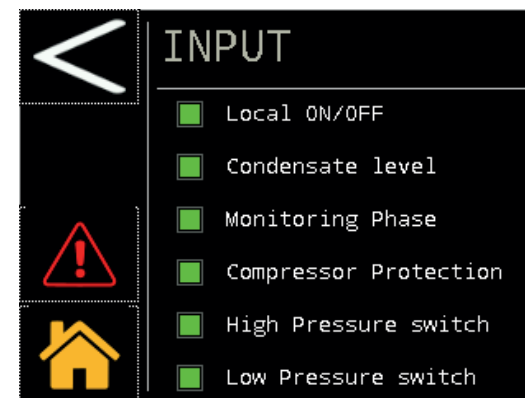 INPUT
Local ON/OFF
Condensate level
Monitoring Phase
Compressor Protection
High Pressure switch
Low Pressure switch